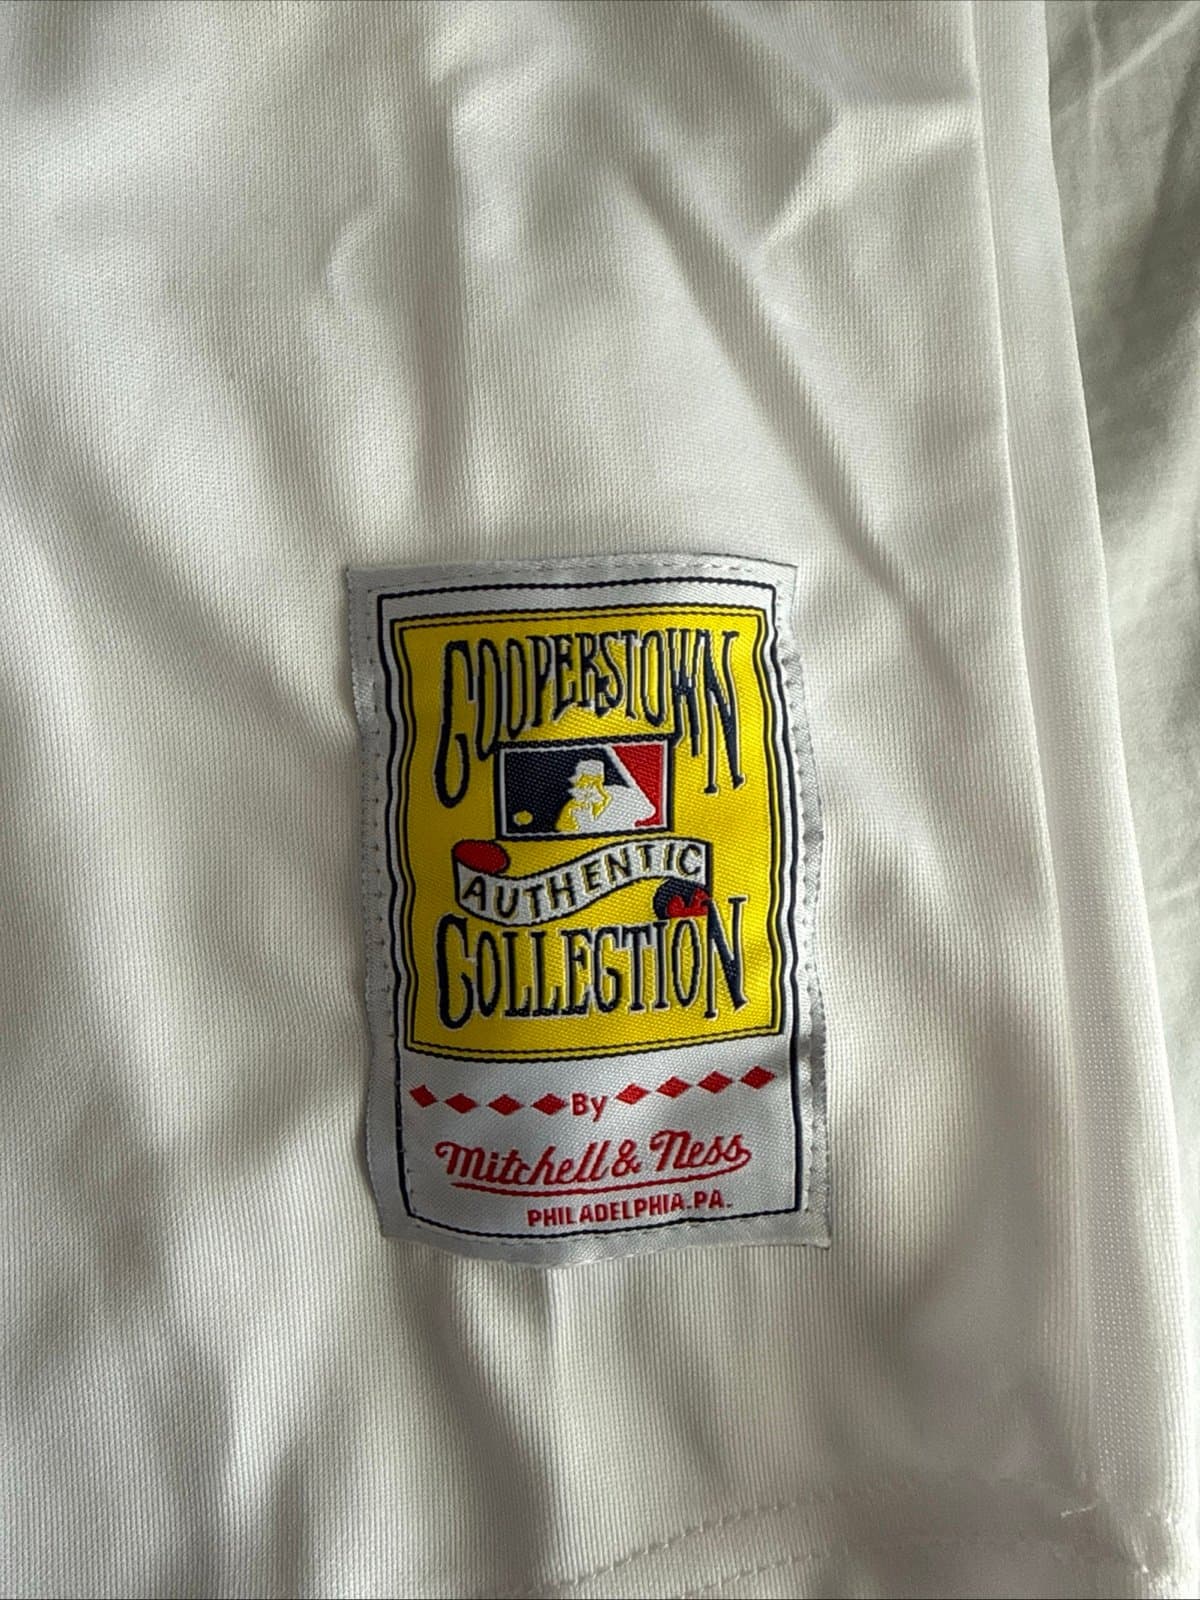 COOPERSTOWN
AUTHENTIC
COLLECTION
By
Mitchell & Ness
PHILADELPHIA.PA.